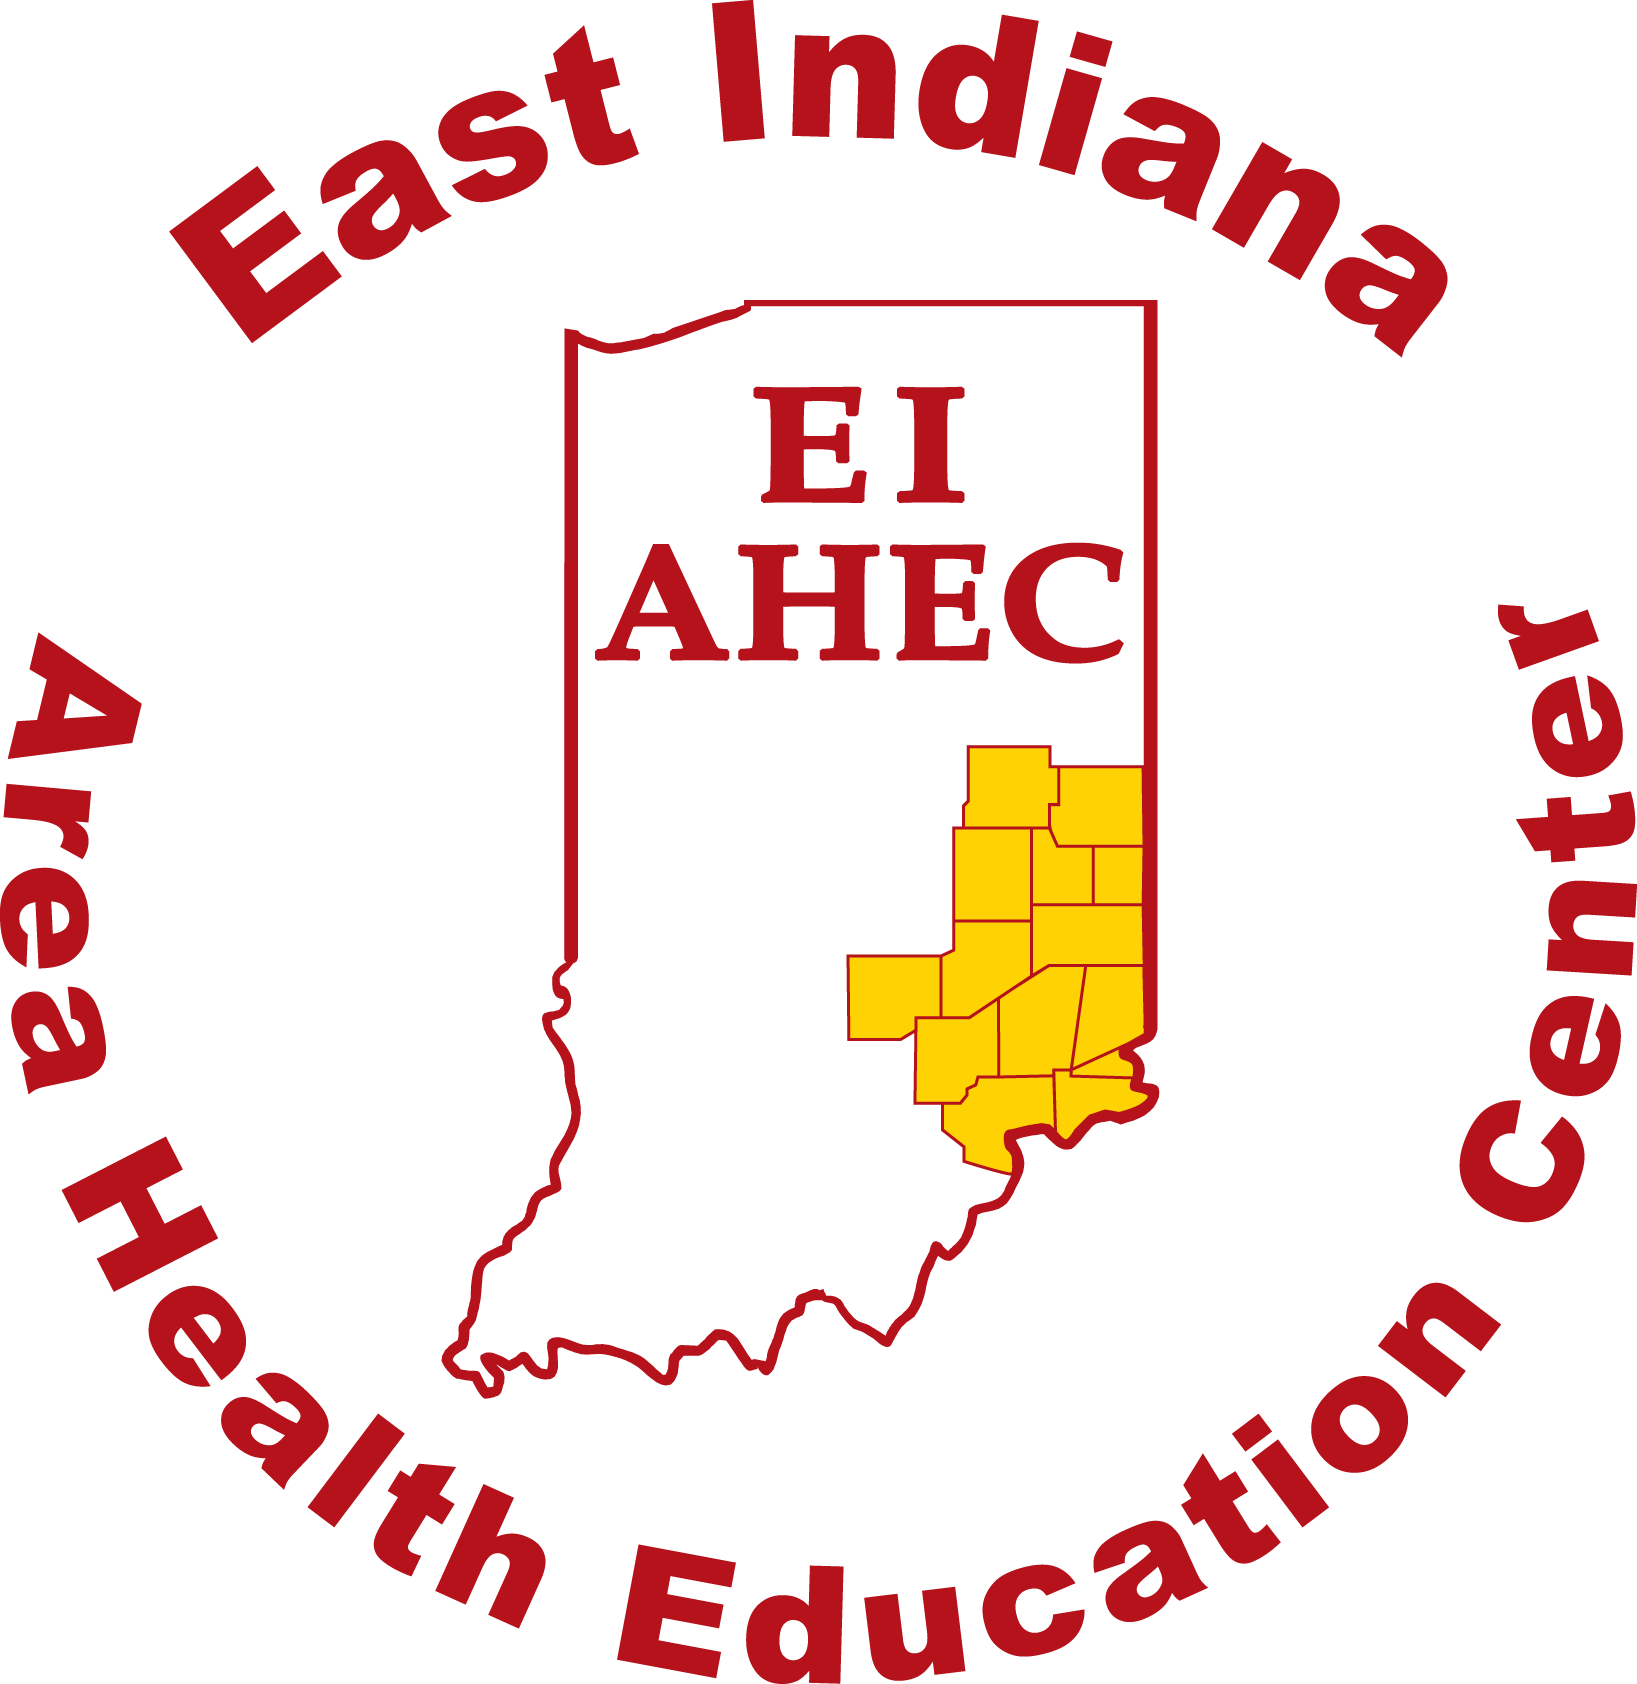 East Indiana
EI
AHEC
Area Health Education Center